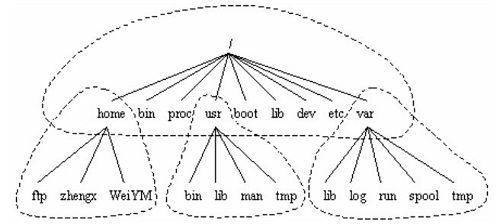 /
home bin proc usr boot lib dev etc var
ftp zhengx WeiYM bin lib man tmp lib log run spool tmp